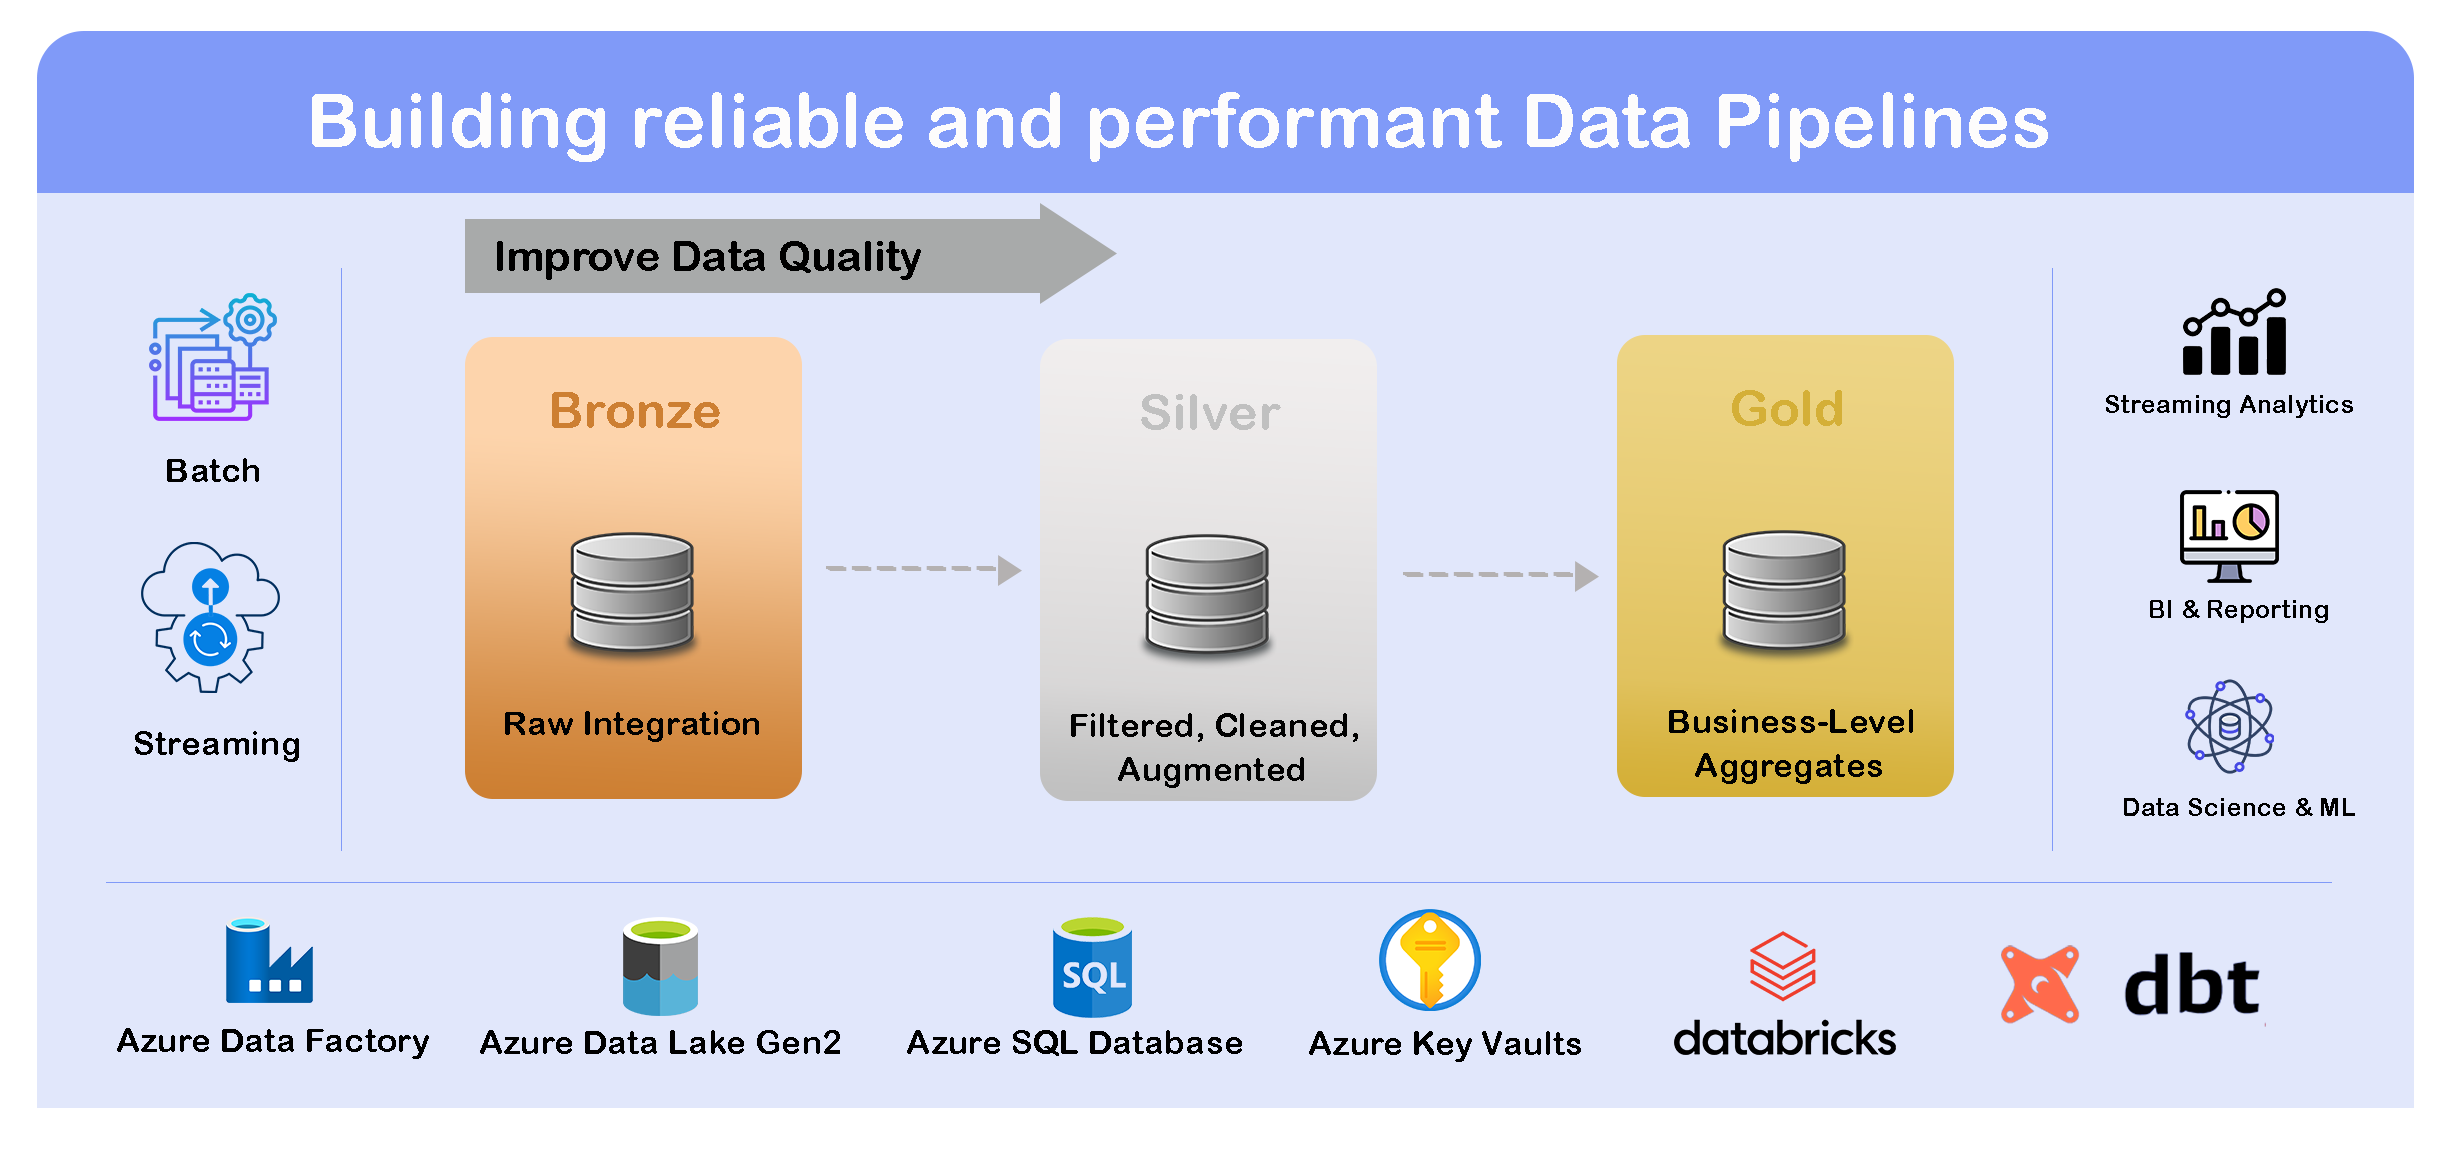 Building reliable and performant Data Pipelines
Improve Data Quality
Batch
Streaming
Bronze
Raw Integration
Silver
Filtered, Cleaned,
Augmented
Gold
Business-Level
Aggregates
Streaming Analytics
BI & Reporting
Data Science & ML
Azure Data Factory
Azure Data Lake Gen2
SQL
Azure SQL Database
Azure Key Vaults
databricks
dbt